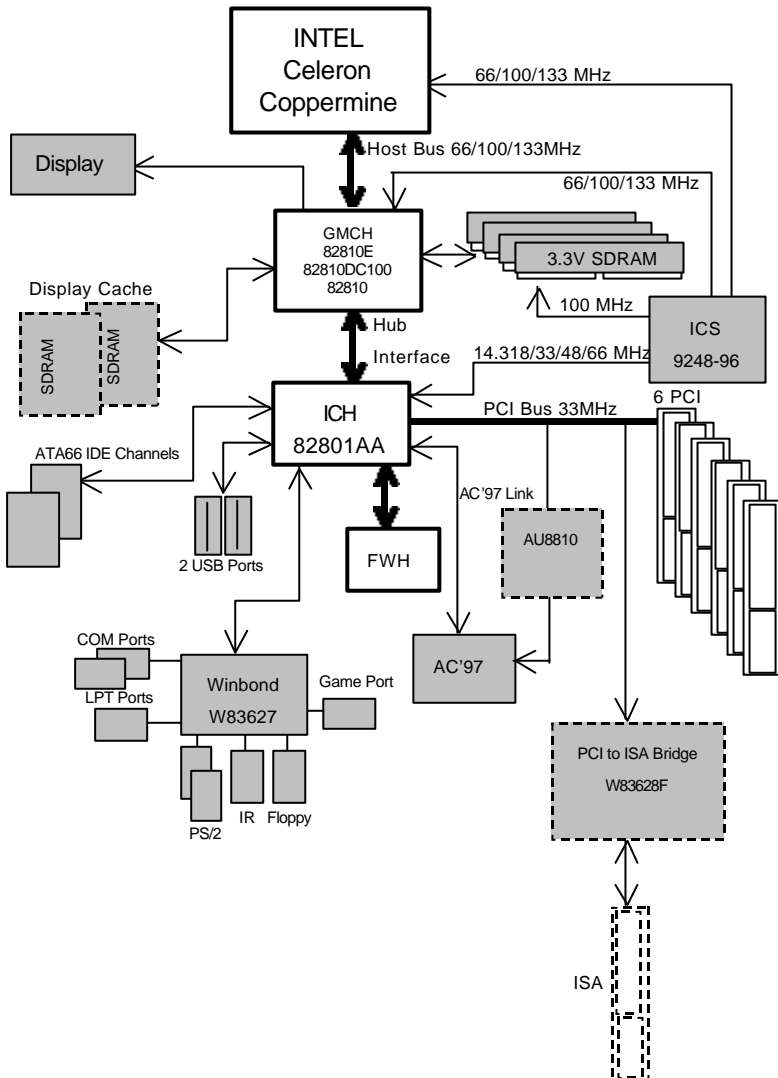 INTEL
Celeron
Coppermine
66/100/133 MHz
Host Bus 66/100/133MHz
Display
66/100/133 MHz
GMCH
82810E
82810DC100
82810
3.3V SDRAM
Display Cache
SDRAM
SDRAM
100 MHz
ICS
9248-96
Hub
Interface
14.318/33/48/66 MHz
ICH
82801AA
PCI Bus 33MHz
6 PCI
ATA66 IDE Channels
AC'97 Link
AU8810
2 USB Ports
FWH
COM Ports
Winbond
W83627
Game Port
AC'97
LPT Ports
PS/2
IR
Floppy
PCI to ISA Bridge
W83628F
ISA